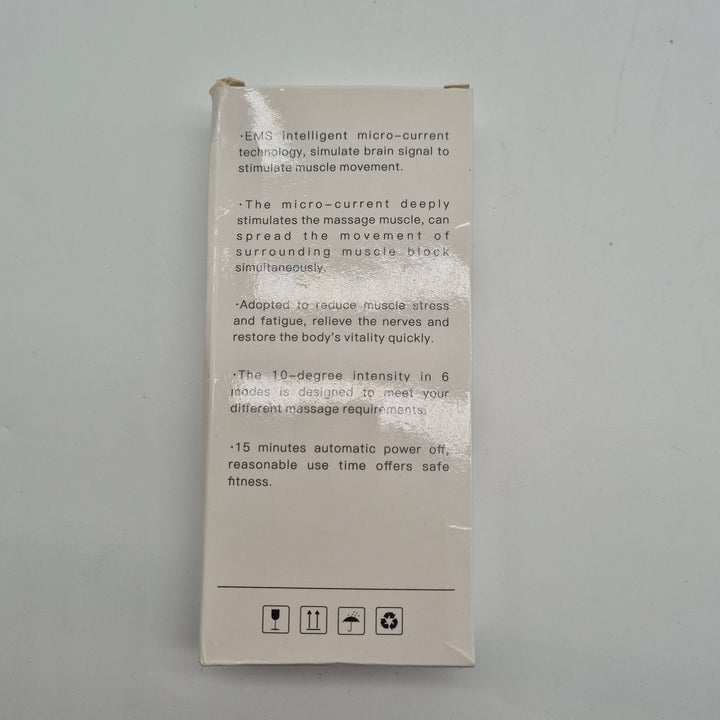 ·EMS intelligent micro-current
technology, simulate brain signal to
stimulate muscle movement.
·The micro-current deeply
stimulates the massage muscle, can
spread the movement of
surrounding muscle block
simultaneously.
·Adopted to reduce muscle stress
and fatigue, relieve the nerves and
restore the body's vitality quickly.
·The 10-degree intensity in 6
modes is designed to meet your
different massage requirements.
·15 minutes automatic power off,
reasonable use time offers safe
fitness.